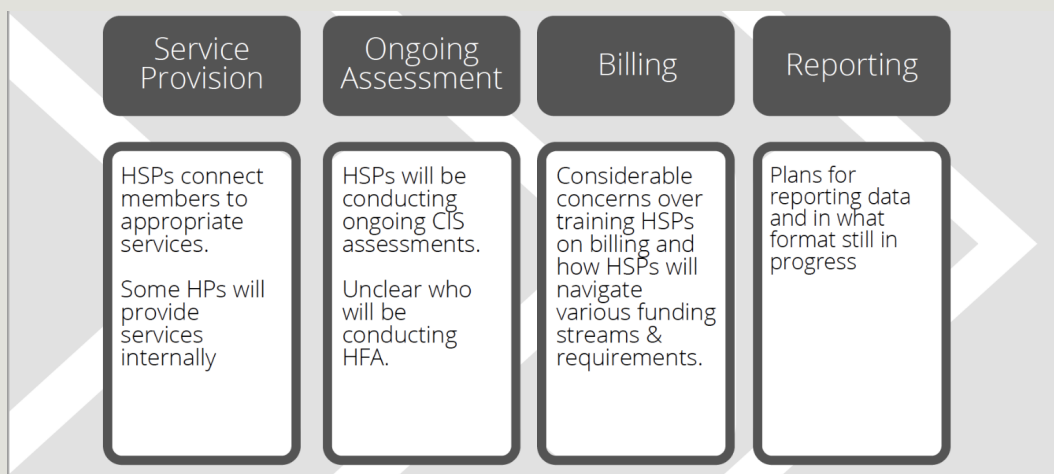 Service
Provision
HSPs connect
members to
appropriate
services.
Some HPs will
provide
services
internally
Ongoing
Assessment
HSPs will be
conducting
ongoing CIS
assessments.
Unclear who
will be
conducting
HFA.
Billing
Considerable
concerns over
training HSPs
on billing and
how HSPs will
navigate
various funding
streams &
requirements.
Reporting
Plans for
reporting data
and in what
format still in
progress